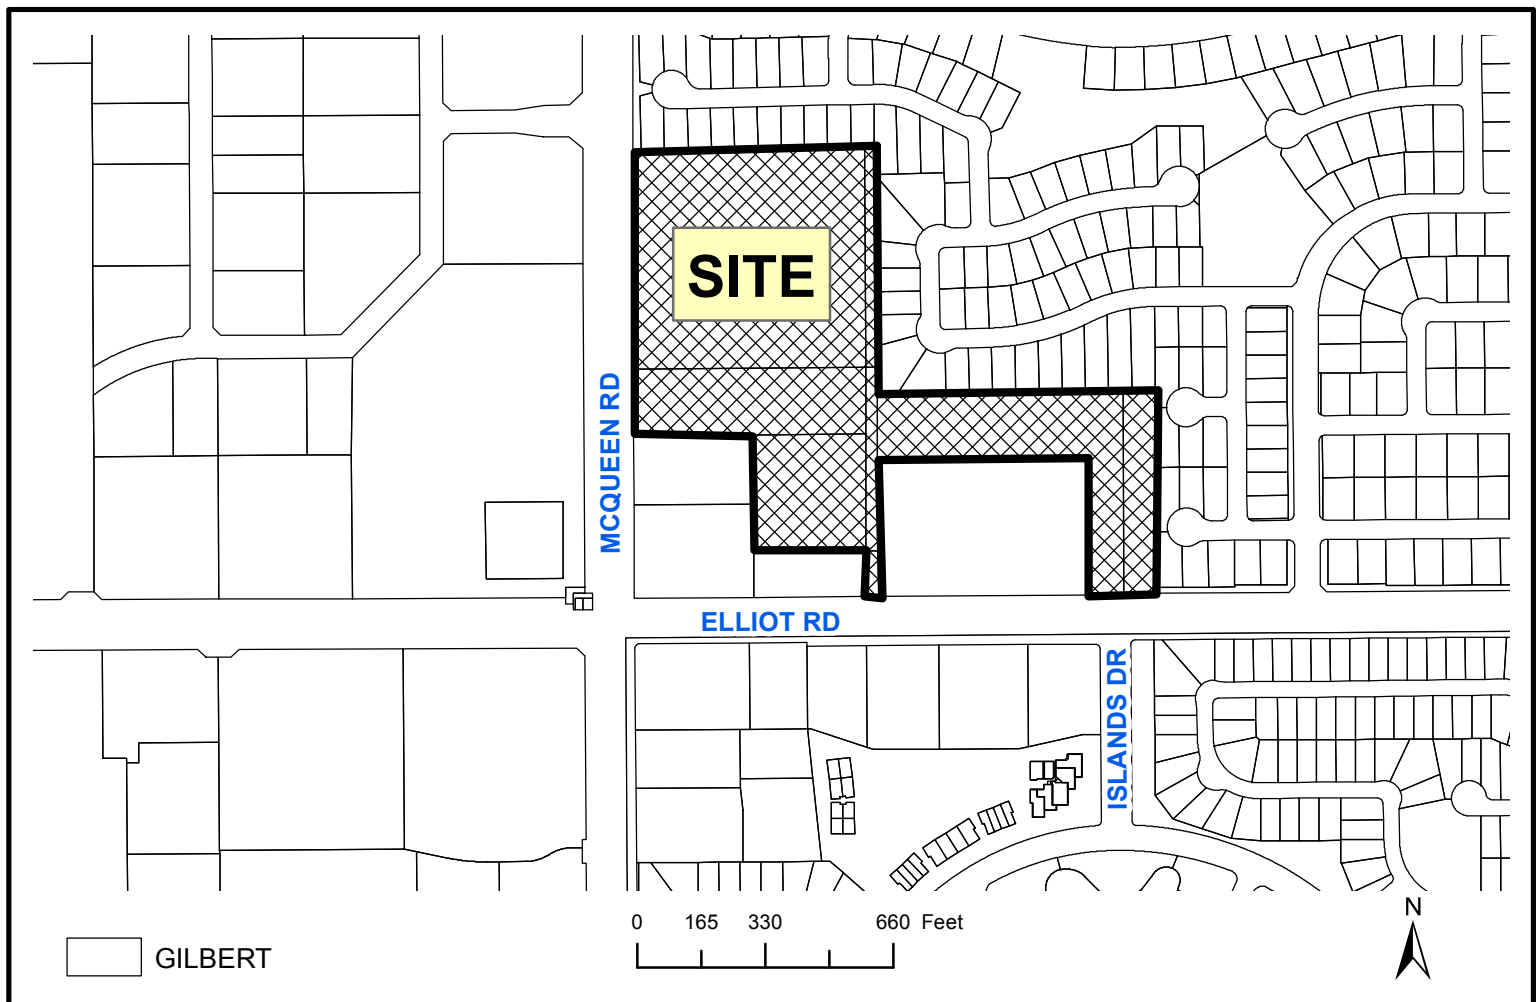 SITE
MCQUEEN RD
ELLIOT RD
ISLANDS DR
0 165 330 660 Feet
N
GILBERT